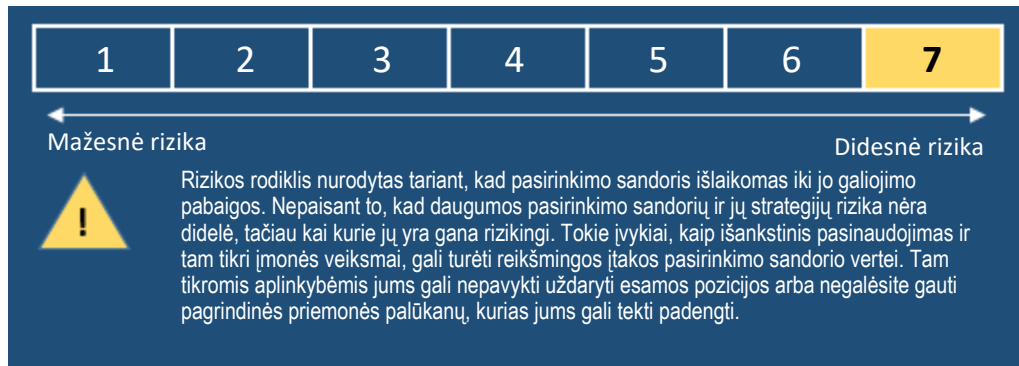 1 2 3 4 5 6 7
Mažesnė rizika
Didesnė rizika
!
Rizikos rodiklis nurodytas tariant, kad pasirinkimo sandoris išlaikomas iki jo galiojimo
pabaigos. Nepaisant to, kad daugumos pasirinkimo sandorių ir jų strategijų rizika nėra
didelė, tačiau kai kurie jų yra gana rizikingi. Tokie įvykiai, kaip išankstinis pasinaudojimas ir
tam tikri įmonės veiksmai, gali turėti reikšmingos įtakos pasirinkimo sandorio vertei. Tam
tikromis aplinkybėmis jums gali nepavykti uždaryti esamos pozicijos arba negalėsite gauti
pagrindinės priemonės palūkanų, kurias jums gali tekti padengti.